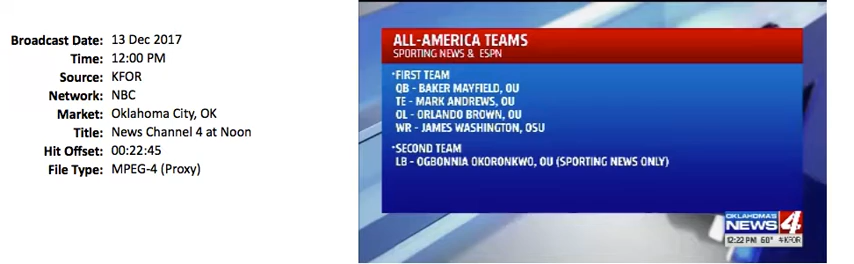 Broadcast Date: 13 Dec 2017
Time: 12:00 PM
Source: KFOR
Network: NBC
Market: Oklahoma City, OK
Title: News Channel 4 at Noon
Hit Offset: 00:22:45
File Type: MPEG-4 (Proxy)
ALL-AMERICA TEAMS
SPORTING NEWS & ESPN
*FIRST TEAM
QB - BAKER MAYFIELD, OU
TE - MARK ANDREWS, OU
OL - ORLANDO BROWN, OU
WR - JAMES WASHINGTON, OSU
*SECOND TEAM
LB - OGBONNIA OKORONKWO, OU (SPORTING NEWS ONLY)
OKLAHOMA'S
NEWS 4
12:22 PM 60° #KFOR